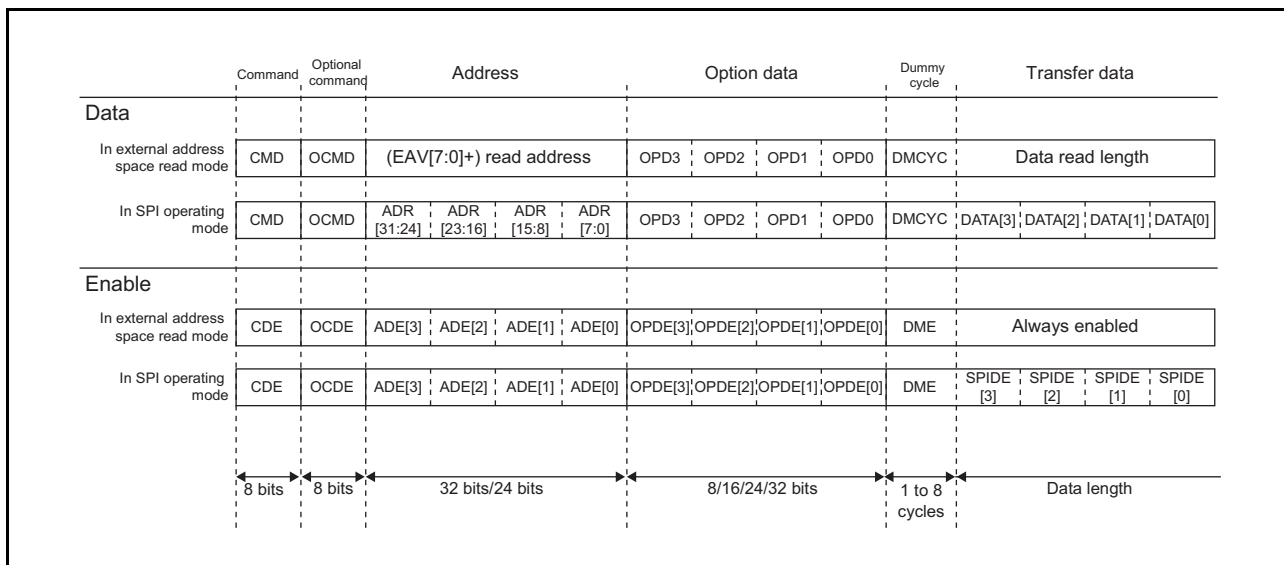 Command Optional command Address Option data Dummy cycle Transfer data
Data
In external address space read mode CMD OCMD (EAV[7:0]+) read address OPD3 OPD2 OPD1 OPD0 DMCYC Data read length
In SPI operating mode CMD OCMD ADR [31:24] ADR [23:16] ADR [15:8] ADR [7:0] OPD3 OPD2 OPD1 OPD0 DMCYC DATA[3] DATA[2] DATA[1] DATA[0]
Enable
In external address space read mode CDE OCDE ADE[3] ADE[2] ADE[1] ADE[0] OPDE[3] OPDE[2] OPDE[1] OPDE[0] DME Always enabled
In SPI operating mode CDE OCDE ADE[3] ADE[2] ADE[1] ADE[0] OPDE[3] OPDE[2] OPDE[1] OPDE[0] DME SPIDE [3] SPIDE [2] SPIDE [1] SPIDE [0]
8 bits 8 bits 32 bits/24 bits 8/16/24/32 bits 1 to 8 cycles Data length